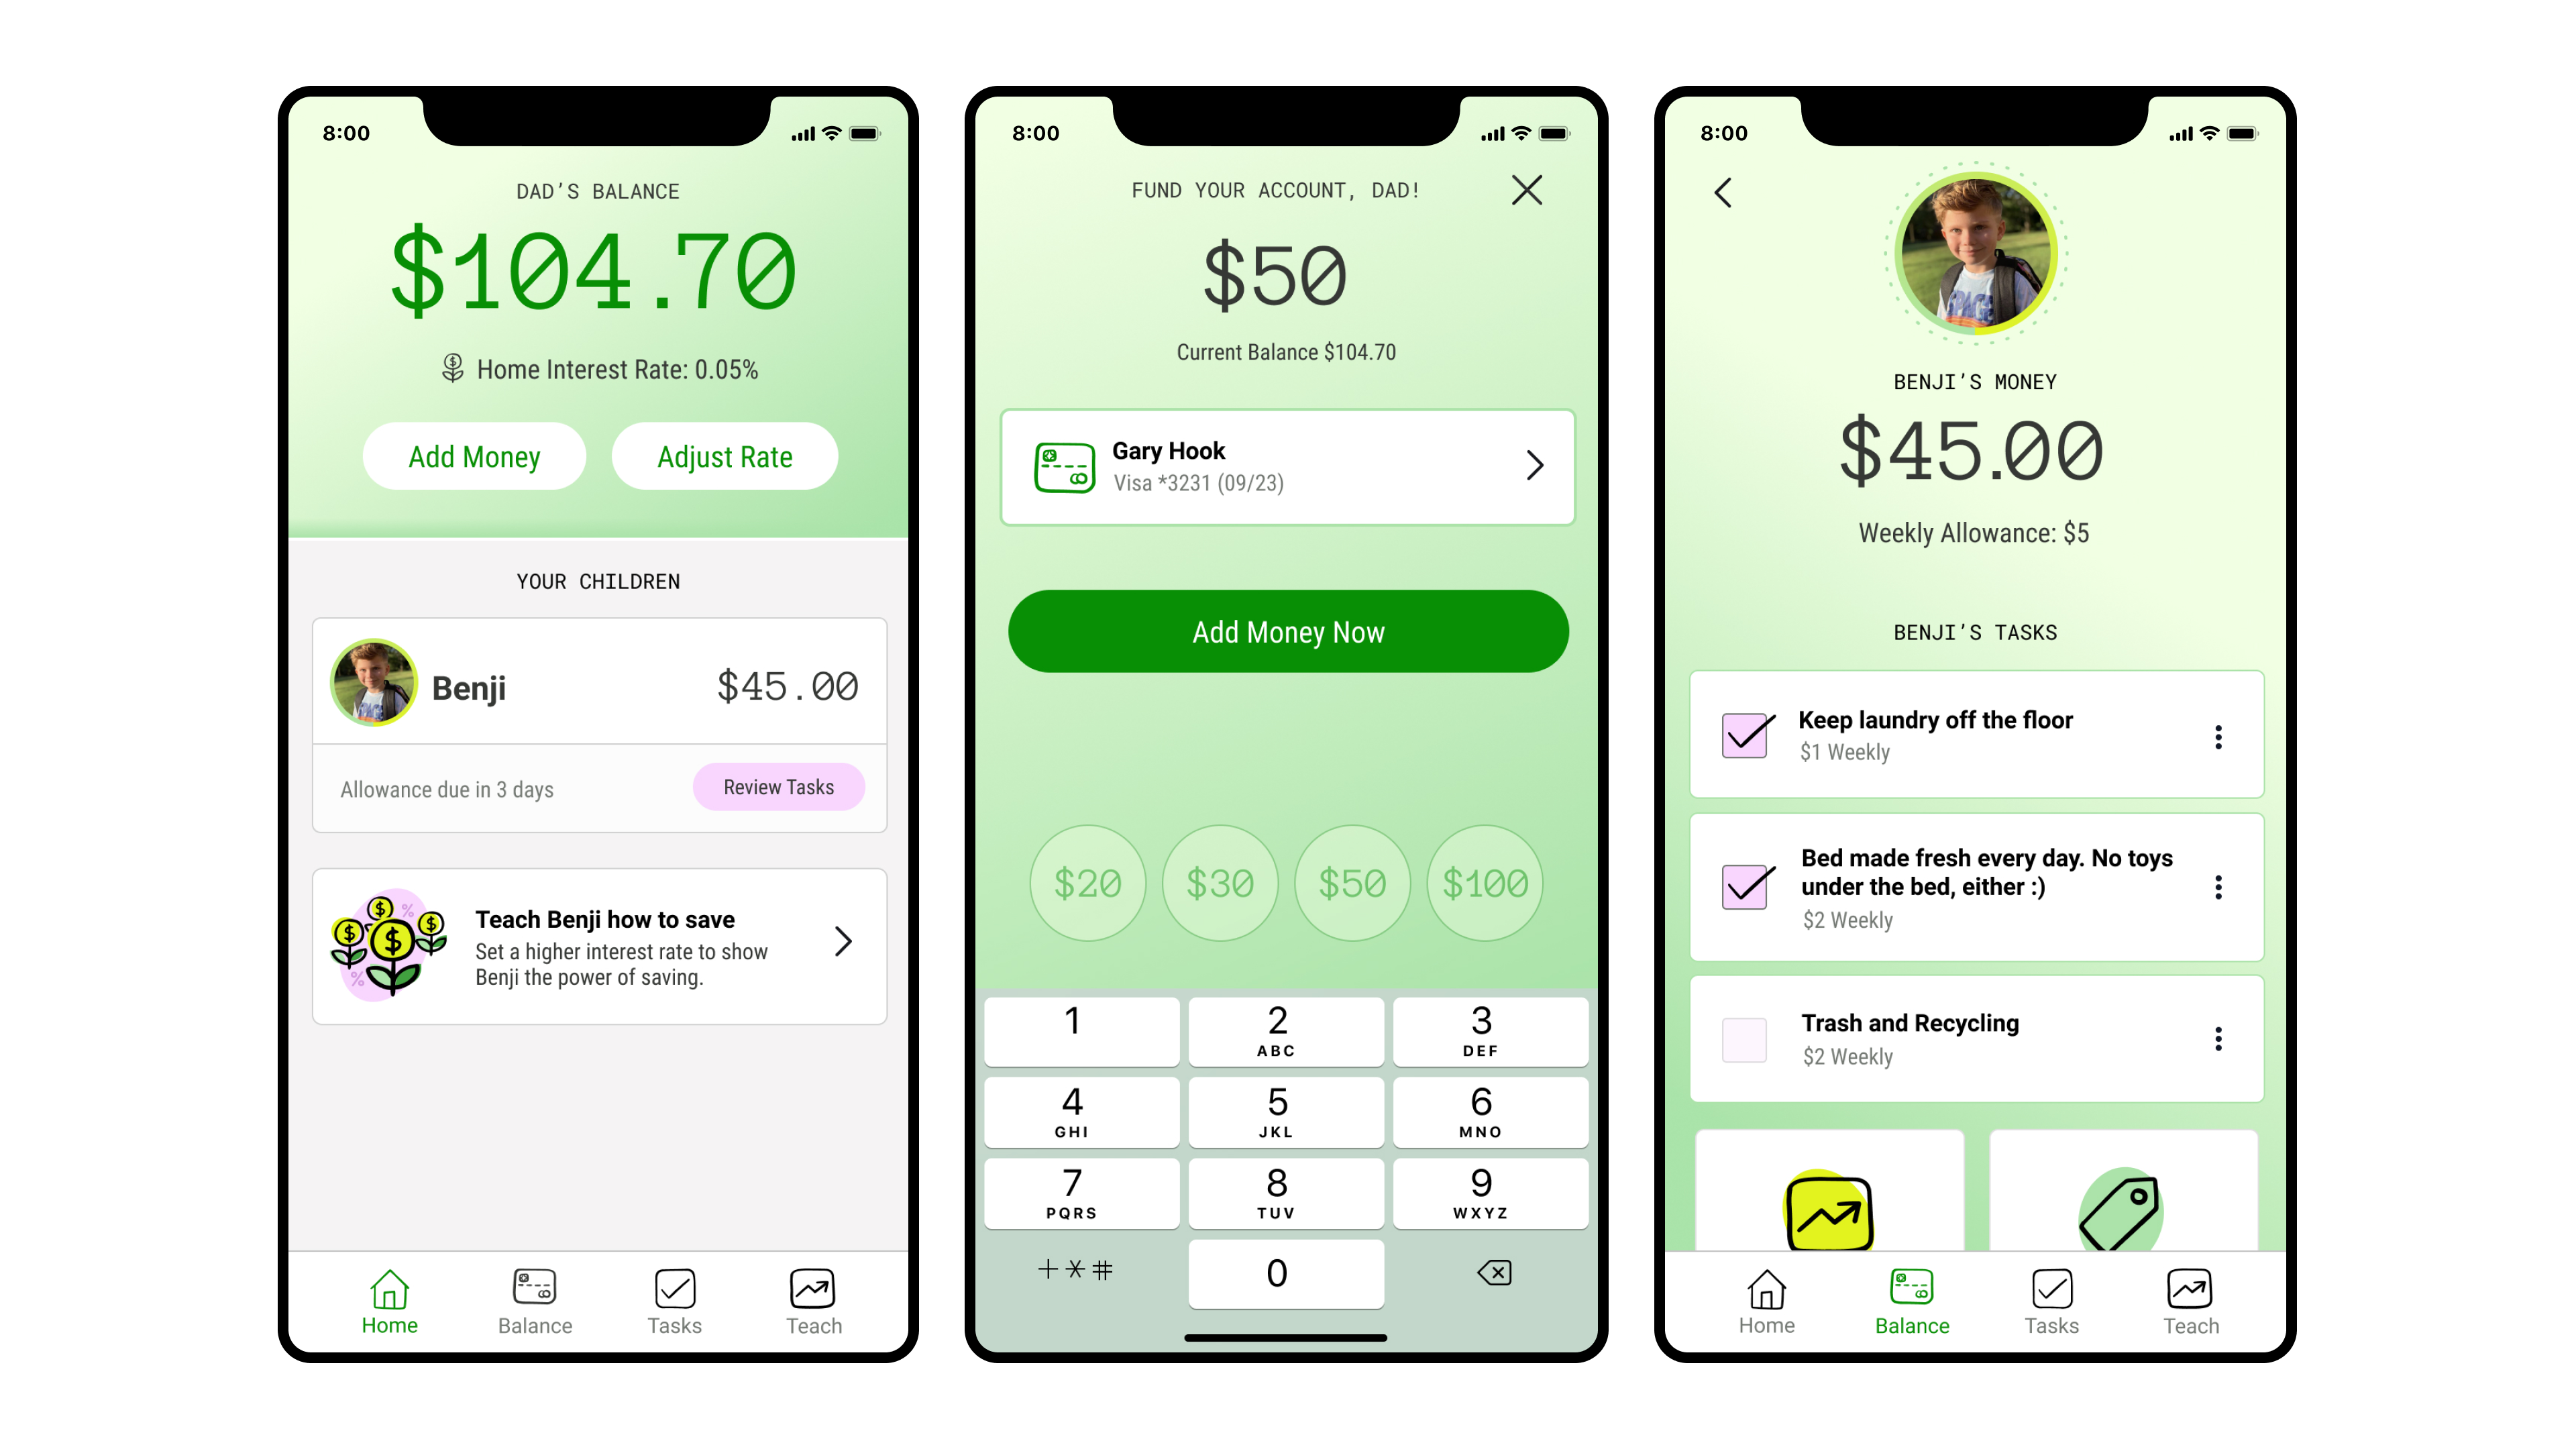 8:00
DAD'S BALANCE
$104.70
Home Interest Rate: 0.05%
Add Money
Adjust Rate
YOUR CHILDREN
SPACE
Benji
$45.00
Allowance due in 3 days
Review Tasks
$
%
$
$
$
%
Teach Benji how to save
Set a higher interest rate to show
Benji the power of saving.
Home
Balance
Tasks
Teach
8:00
FUND YOUR ACCOUNT, DAD!
$50
Current Balance $104.70
Gary Hook
Visa *3231 (09/23)
Add Money Now
$20
$30
$50
$100
1
2
ABC
3
DEF
4
GHI
5
JKL
6
MNO
7
PQRS
8
TUV
9
WXYZ
+*#
0
8:00
SPACE
BENJI'S MONEY
$45.00
Weekly Allowance: $5
BENJI'S TASKS
Keep laundry off the floor
$1 Weekly
Bed made fresh every day. No toys
under the bed, either :)
$2 Weekly
Trash and Recycling
$2 Weekly
Home
Balance
Tasks
Teach